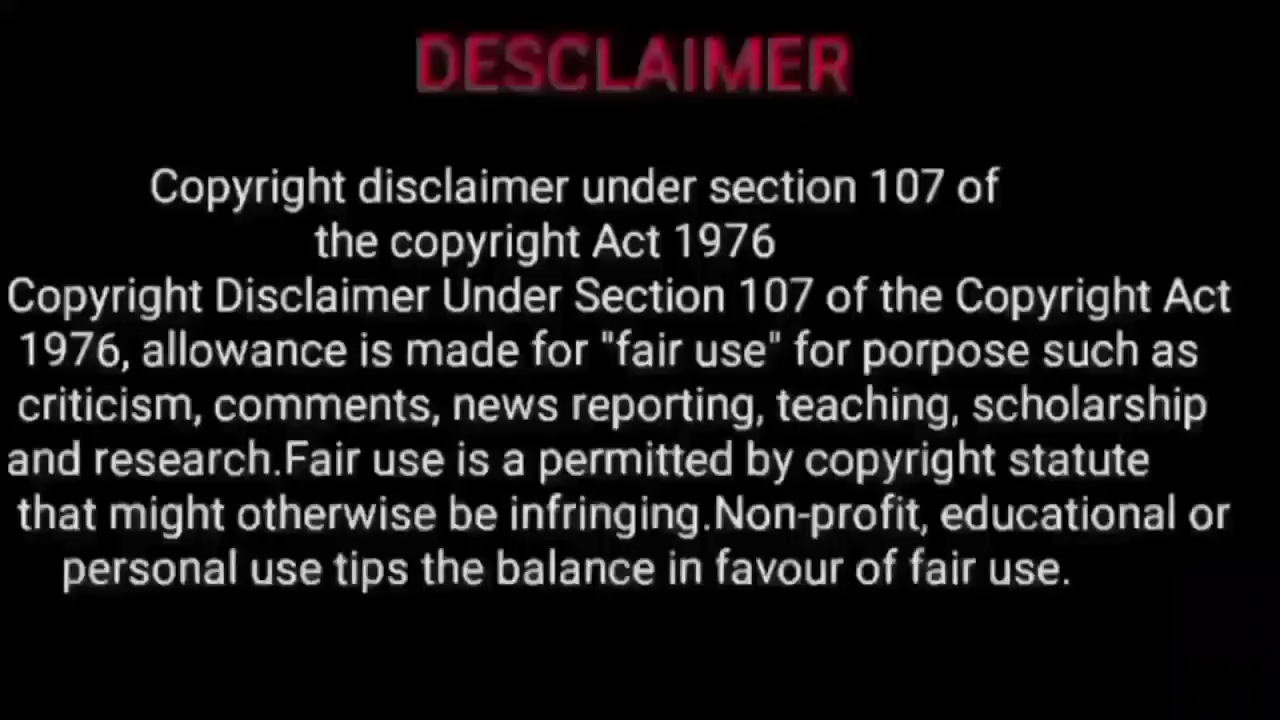 DESCLAIMER
Copyright disclaimer under section 107 of
the copyright Act 1976
Copyright Disclaimer Under Section 107 of the Copyright Act
1976, allowance is made for "fair use" for porpose such as
criticism, comments, news reporting, teaching, scholarship
and research.Fair use is a permitted by copyright statute
that might otherwise be infringing.Non-profit, educational or
personal use tips the balance in favour of fair use.